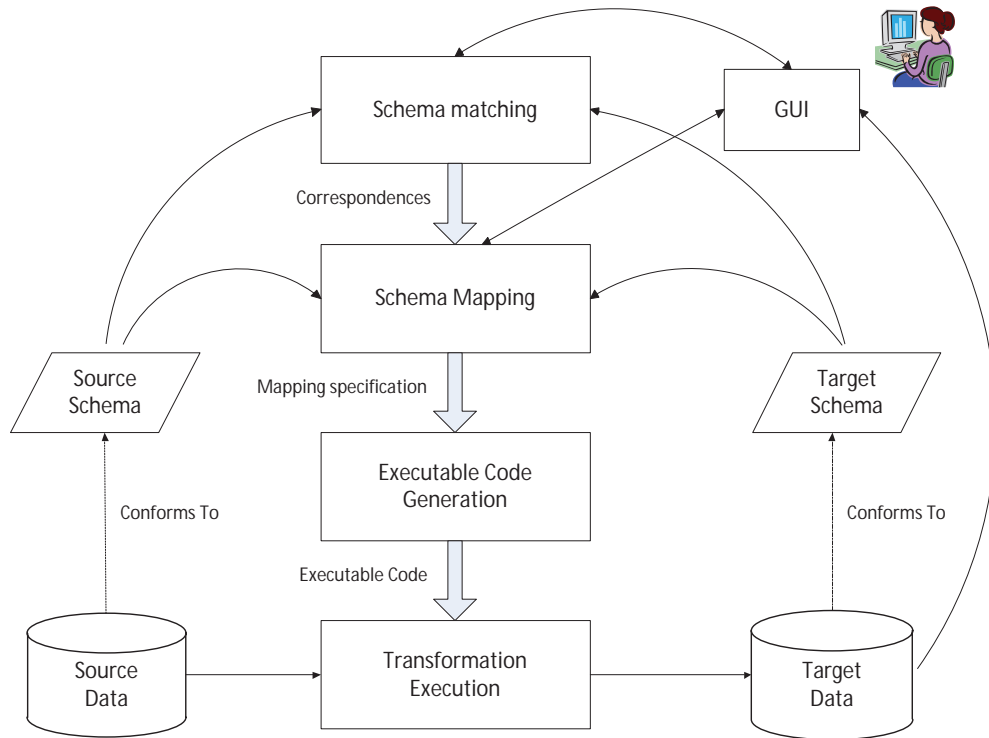 Schema matching
GUI
Correspondences
Schema Mapping
Source
Schema
Mapping specification
Target
Schema
Executable Code
Generation
Conforms To
Conforms To
Executable Code
Source
Data
Transformation
Execution
Target
Data